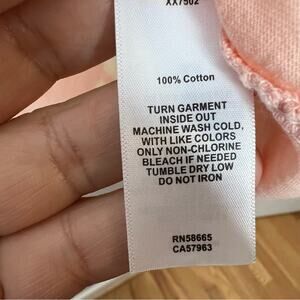 XX7502
100% Cotton
TURN GARMENT
INSIDE OUT
MACHINE WASH COLD,
WITH LIKE COLORS
ONLY NON-CHLORINE
BLEACH IF NEEDED
TUMBLE DRY LOW
DO NOT IRON
RN58665
CA57963